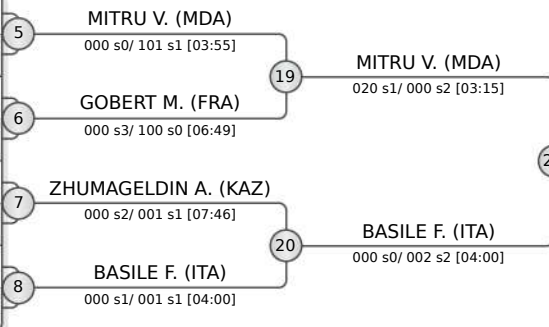 5
MITRU V. (MDA)
000 s0/ 101 s1 [03:55]
19
MITRU V. (MDA)
020 s1/ 000 s2 [03:15]
6
GOBERT M. (FRA)
000 s3/ 100 s0 [06:49]
7
ZHUMAGELDIN A. (KAZ)
000 s2/ 001 s1 [07:46]
20
BASILE F. (ITA)
000 s0/ 002 s2 [04:00]
8
BASILE F. (ITA)
000 s1/ 001 s1 [04:00]